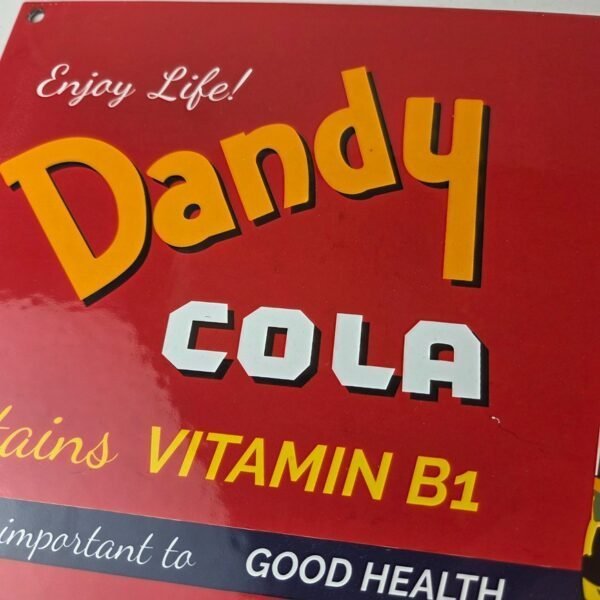 Enjoy Life!
Dandy
COLA
tains VITAMIN B1
important to GOOD HEALTH